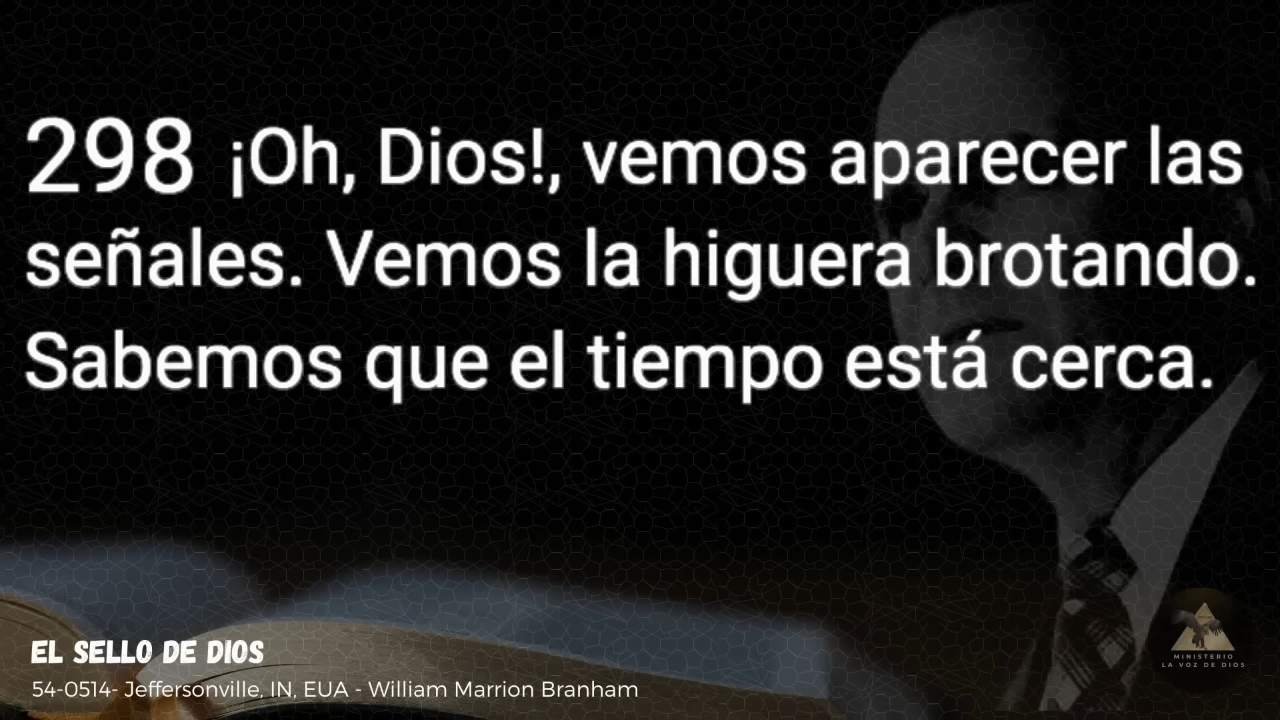 298 ¡Oh, Dios!, vemos aparecer las
señales. Vemos la higuera brotando.
Sabemos que el tiempo está cerca.
EL SELLO DE DIOS
54-0514- Jeffersonville, IN, EUA - William Marrion Branham
MINISTERIO
LA VOZ DE DIOS